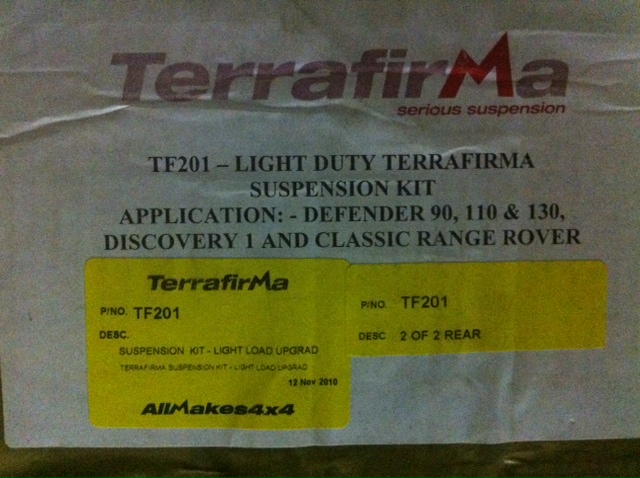 TerrafirMa
serious suspension
TF201 – LIGHT DUTY TERRAFIRMA
SUSPENSION KIT
APPLICATION: - DEFENDER 90, 110 & 130,
DISCOVERY 1 AND CLASSIC RANGE ROVER
TerrafirMa
P/NO. TF201
DESC.
SUSPENSION KIT - LIGHT LOAD UPGRAD
TERRAFIRMA SUSPENSION KIT - LIGHT LOAD UPGRAD
12 Nov 2010
AllMakes4x4
P/NO. TF201
DESC 2 OF 2 REAR